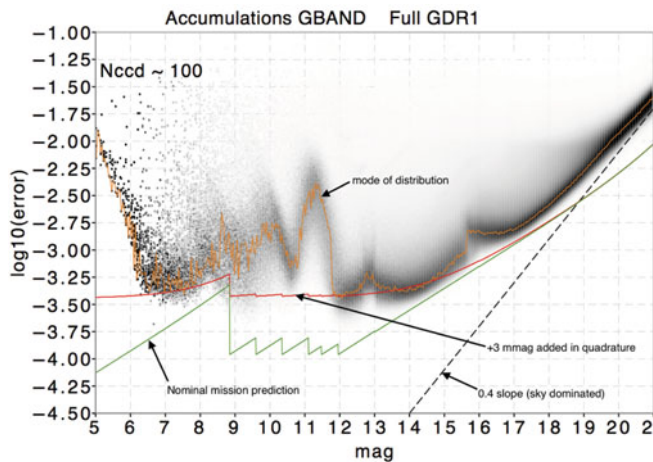 Accumulations GBAND Full GDR1
−1.00
−1.25
−1.50
−1.75
−2.00
−2.25
−2.50
−2.75
−3.00
−3.25
−3.50
−3.75
−4.00
−4.25
−4.50
log10(error)
Nccd ~ 100
mode of distribution
+3 mmag added in quadrature
Nominal mission prediction
0.4 slope (sky dominated)
5 6 7 8 9 10 11 12 13 14 15 16 17 18 19 20 21
mag